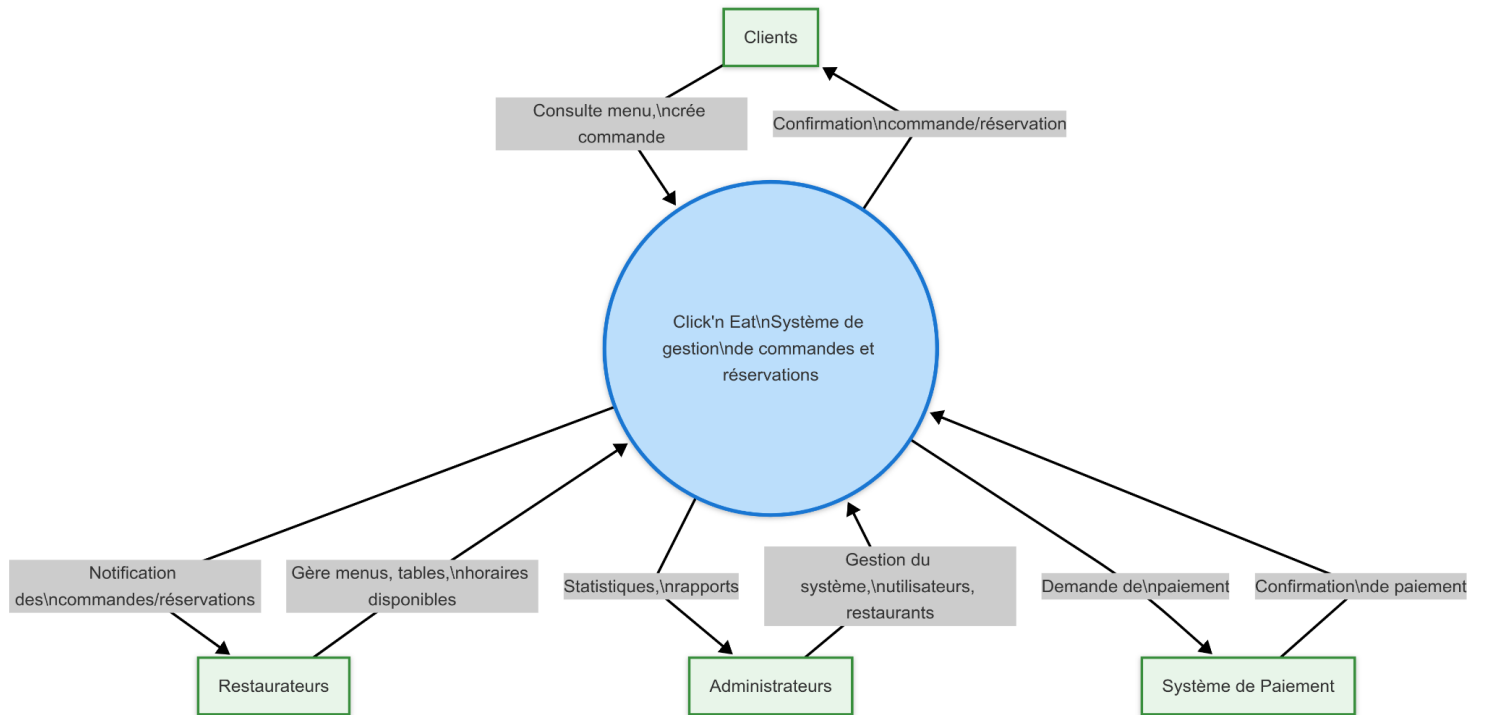 Clients
Consulte menu,\ncrée
commande
Confirmation\ncommande/réservation
Click'n Eat\nSystème de
gestion\nde commandes et
réservations
Notification
des\ncommandes/réservations
Gère menus, tables,\nhoraires
disponibles
Statistiques,\nrapports
Gestion du
système,\nutilisateurs,
restaurants
Demande de\npaiement
Confirmation\nde paiement
Restaurateurs
Administrateurs
Système de Paiement